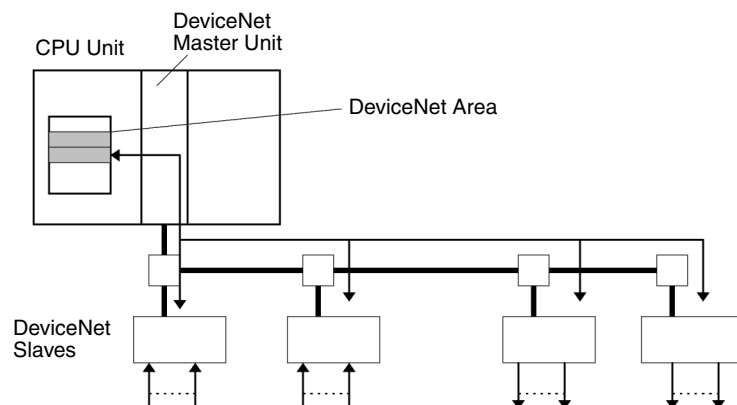 DeviceNet
Master Unit
CPU Unit
DeviceNet Area
DeviceNet
Slaves